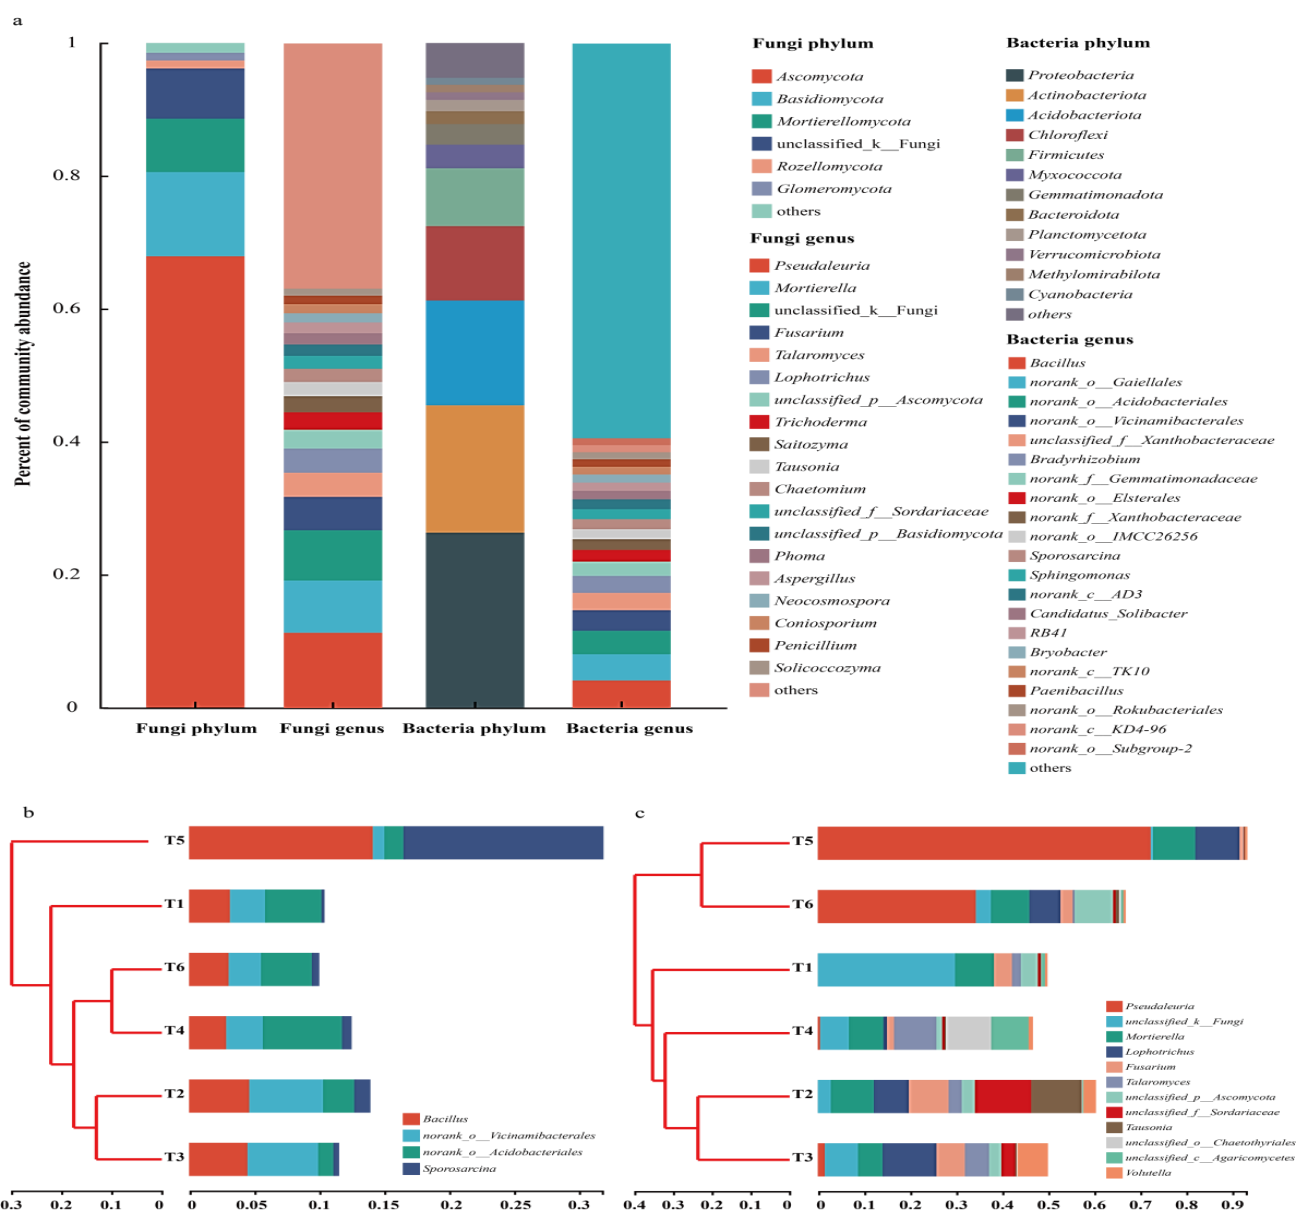 a
Percent of community abundance
1
0.8
0.6
0.4
0.2
0
Fungi phylum
Fungi genus
Bacteria phylum
Bacteria genus
Fungi phylum
Ascomycota
Basidiomycota
Mortierellomycota
unclassified_k__Fungi
Rozellomycota
Glomeromycota
others
Fungi genus
Pseudaleuria
Mortierella
unclassified_k__Fungi
Fusarium
Talaromyces
Lophotrichus
unclassified_p__Ascomycota
Trichoderma
Saitozyma
Tausonia
Chaetomium
unclassified_f__Sordariaceae
unclassified_p__Basidiomycota
Phoma
Aspergillus
Neocosmospora
Coniosporium
Penicillium
Solicoccozyma
others
Bacteria phylum
Proteobacteria
Actinobacteriota
Acidobacteriota
Chloroflexi
Firmicutes
Myxococcota
Gemmatimonadota
Bacteroidota
Planctomycetota
Verrucomicrobiota
Methylomirabilota
Cyanobacteria
others
Bacteria genus
Bacillus
norank_o__Gaiellales
norank_o__Acidobacteriales
norank_o__Vicinamibacterales
unclassified_f__Xanthobacteraceae
Bradyrhizobium
norank_f__Gemmatimonadaceae
norank_o__Elsterales
norank_f__Xanthobacteraceae
norank_o__IMCC26256
Sporosarcina
Sphingomonas
norank_c__AD3
Candidatus_Solibacter
RB41
Bryobacter
norank_c__TK10
Paenibacillus
norank_o__Rokubacteriales
norank_c__KD4-96
norank_o__Subgroup-2
others
b
T5
T1
T6
T4
T2
T3
Bacillus
norank_o__Vicinamibacterales
norank_o__Acidobacteriales
Sporosarcina
0.3 0.2 0.1 0 0 0.05 0.1 0.15 0.2 0.25 0.3
c
T5
T6
T1
T4
T2
T3
Pseudaleuria
unclassified_k__Fungi
Mortierella
Lophotrichus
Fusarium
Talaromyces
unclassified_p__Ascomycota
unclassified_f__Sordariaceae
Tausonia
unclassified_o__Chaetothyriales
unclassified_c__Agaricomycetes
Volutella
0.4 0.3 0.2 0.1 0 0 0.1 0.2 0.3 0.4 0.5 0.6 0.7 0.8 0.9